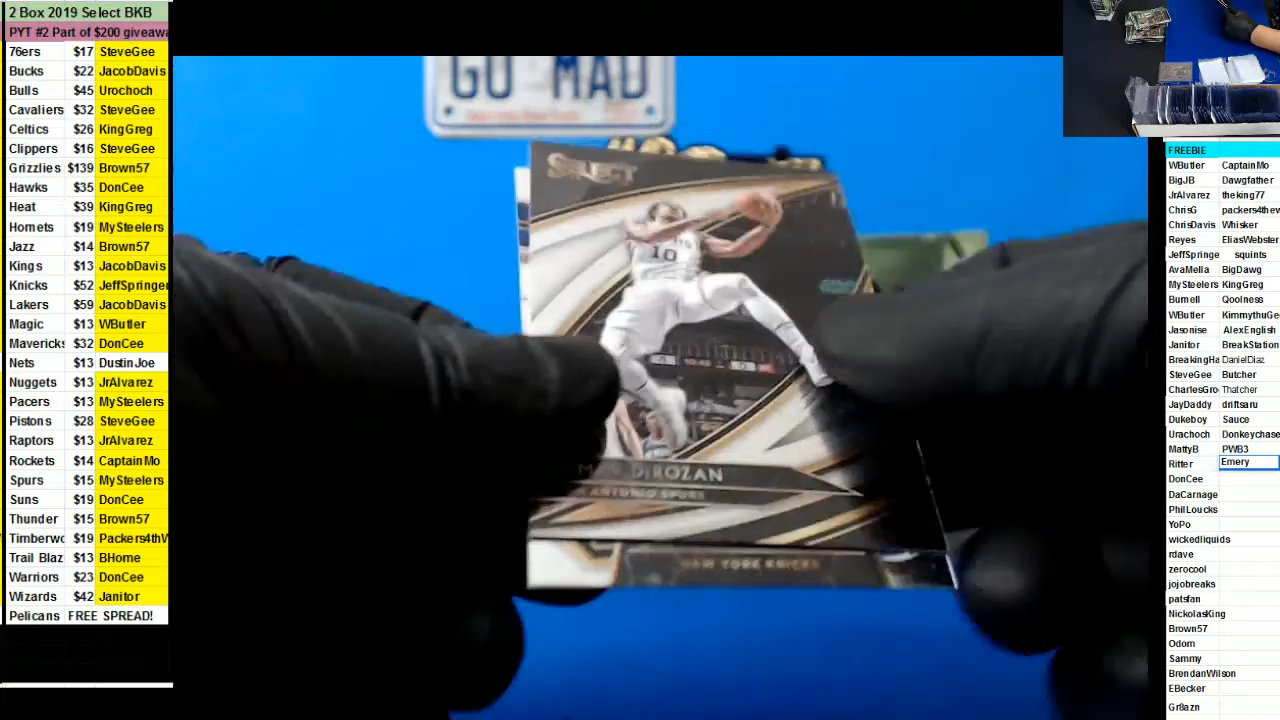 2 Box 2019 Select BKB
PYT #2 Part of $200 giveawa
76ers $17 SteveGee
Bucks $22 JacobDavis
Bulls $45 Urochoch
Cavaliers $32 SteveGee
Celtics $26 KingGreg
Clippers $16 SteveGee
Grizzlies $139 Brown57
Hawks $35 DonCee
Heat $39 KingGreg
Hornets $19 MySteelers
Jazz $14 Brown57
Kings $13 JacobDavis
Knicks $52 JeffSpringer
Lakers $59 JacobDavis
Magic $13 WButler
Mavericks $32 DonCee
Nets $13 DustinJoe
Nuggets $13 JrAlvarez
Pacers $13 MySteelers
Pistons $28 SteveGee
Raptors $13 JrAlvarez
Rockets $14 CaptainMo
Spurs $15 MySteelers
Suns $19 DonCee
Thunder $15 Brown57
Timberwo $19 Packers4thW
Trail Blaz $13 BHome
Warriors $23 DonCee
Wizards $42 Janitor
Pelicans FREE SPREAD!
GO MAD
SELECT
10
DEROZAN
ANTONIO SPURS
NEW YORK KNICKS
FREEBIE
WButler CaptainMo
BigJB Dawgfather
JrAlvarez theking77
ChrisG packers4thew
ChrisDavis Whisker
Reyes EliasWebster
JeffSpringe squints
AvaMella BigDawg
MySteelers KingGreg
Burnell Qoolness
WButler KimmythuGe
Jasonise AlexEnglish
Janitor BreakStation
BreakingHa DanielDiaz
SteveGee Butcher
CharlesGro Thatcher
JayDaddy driftsaru
Dukeboy Sauce
Urachoch Donkeychase
MattyB PWB3
Ritter Emery
DonCee
DaCarnage
PhilLoucks
YoPo
wickedliquids
rdave
zerocool
jojobreaks
patsfan
NickolasKing
Brown57
Odom
Sammy
BrendanWilson
EBecker
Gr8azn